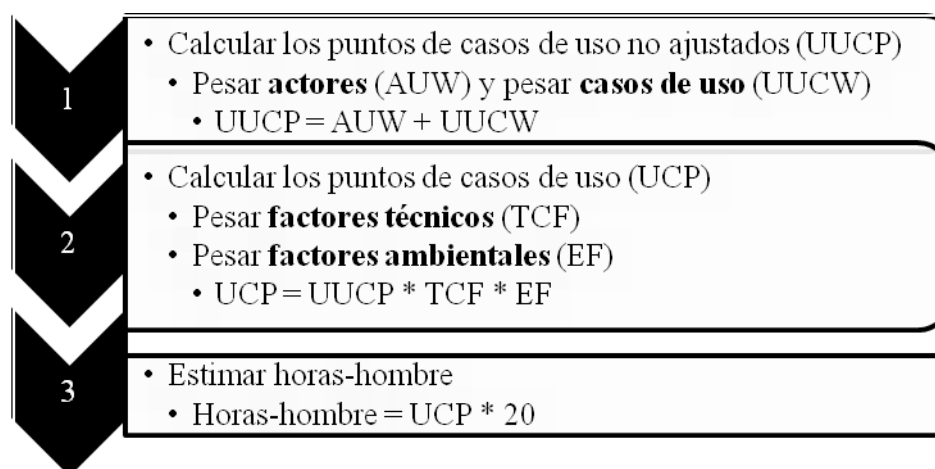 1
• Calcular los puntos de casos de uso no ajustados (UUCP)
• Pesar actores (AUW) y pesar casos de uso (UUCW)
• UUCP = AUW + UUCW
2
• Calcular los puntos de casos de uso (UCP)
• Pesar factores técnicos (TCF)
• Pesar factores ambientales (EF)
• UCP = UUCP * TCF * EF
3
• Estimar horas-hombre
• Horas-hombre = UCP * 20